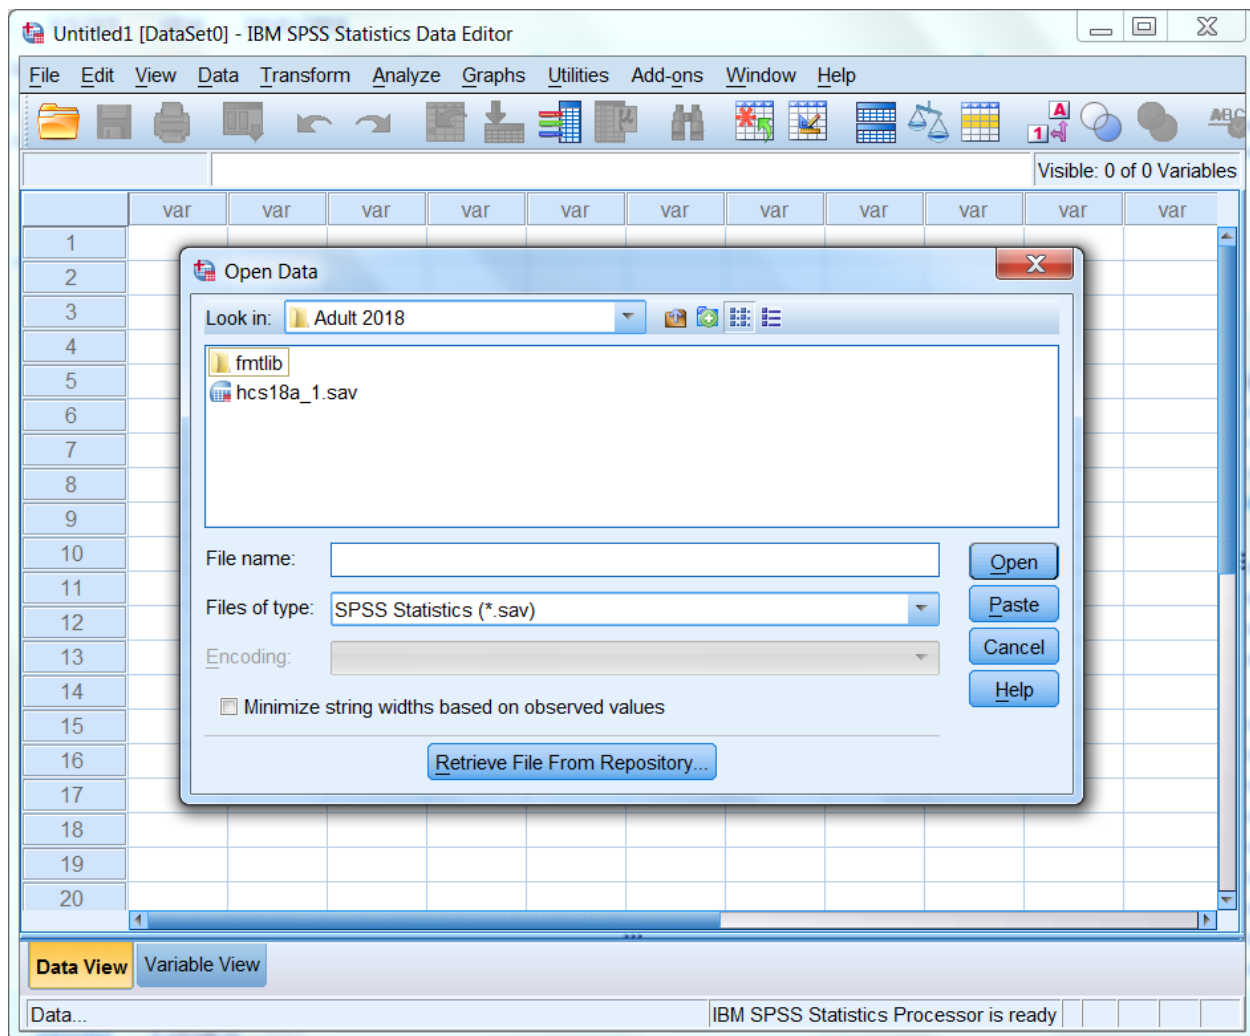 Untitled1 [DataSet0] - IBM SPSS Statistics Data Editor
File Edit View Data Transform Analyze Graphs Utilities Add-ons Window Help
A
1
μ
ABC
Visible: 0 of 0 Variables
var var var var var var var var var var var
1
2
3
4
5
6
7
8
9
10
11
12
13
14
15
16
17
18
19
20
Open Data
X
Look in: Adult 2018
fmtlib
hcs18a_1.sav
File name:
Open
Files of type: SPSS Statistics (*.sav)
Paste
Encoding:
Cancel
Minimize string widths based on observed values
Help
Retrieve File From Repository...
Data View Variable View
Data... IBM SPSS Statistics Processor is ready